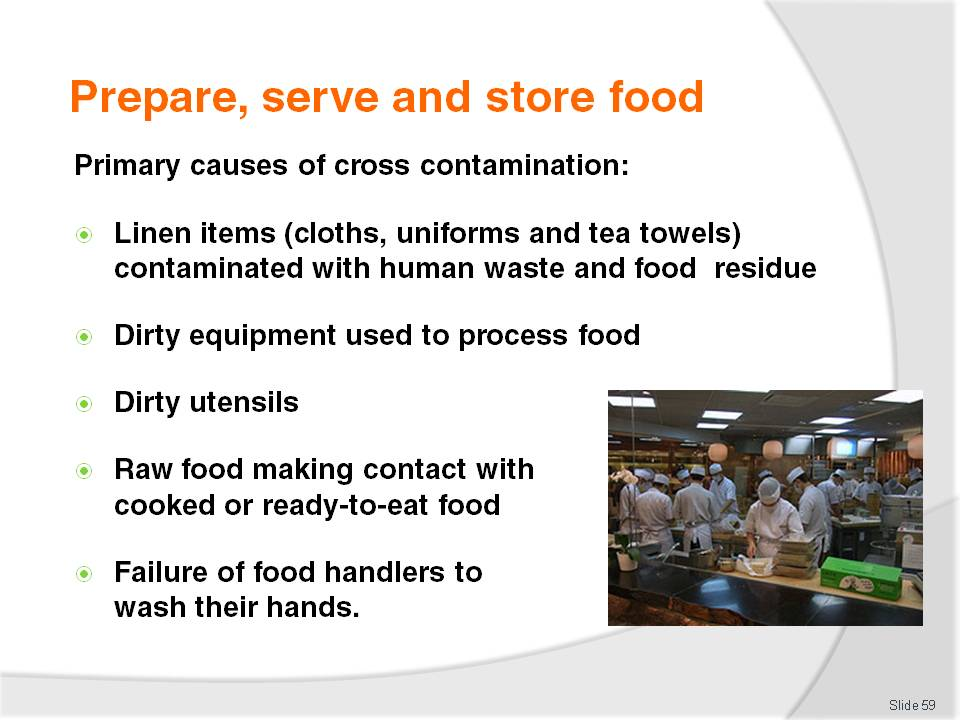 Prepare, serve and store food
Primary causes of cross contamination:
Linen items (cloths, uniforms and tea towels)
contaminated with human waste and food  residue
Dirty equipment used to process food
Dirty utensils
Raw food making contact with
cooked or ready-to-eat food
Failure of food handlers to
wash their hands.
Slide 59